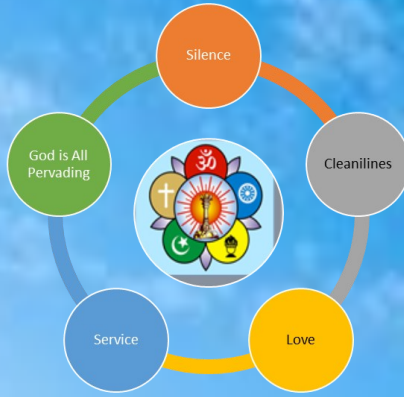 Silence
Cleanilines
Love
Service
God is All
Pervading
ॐ